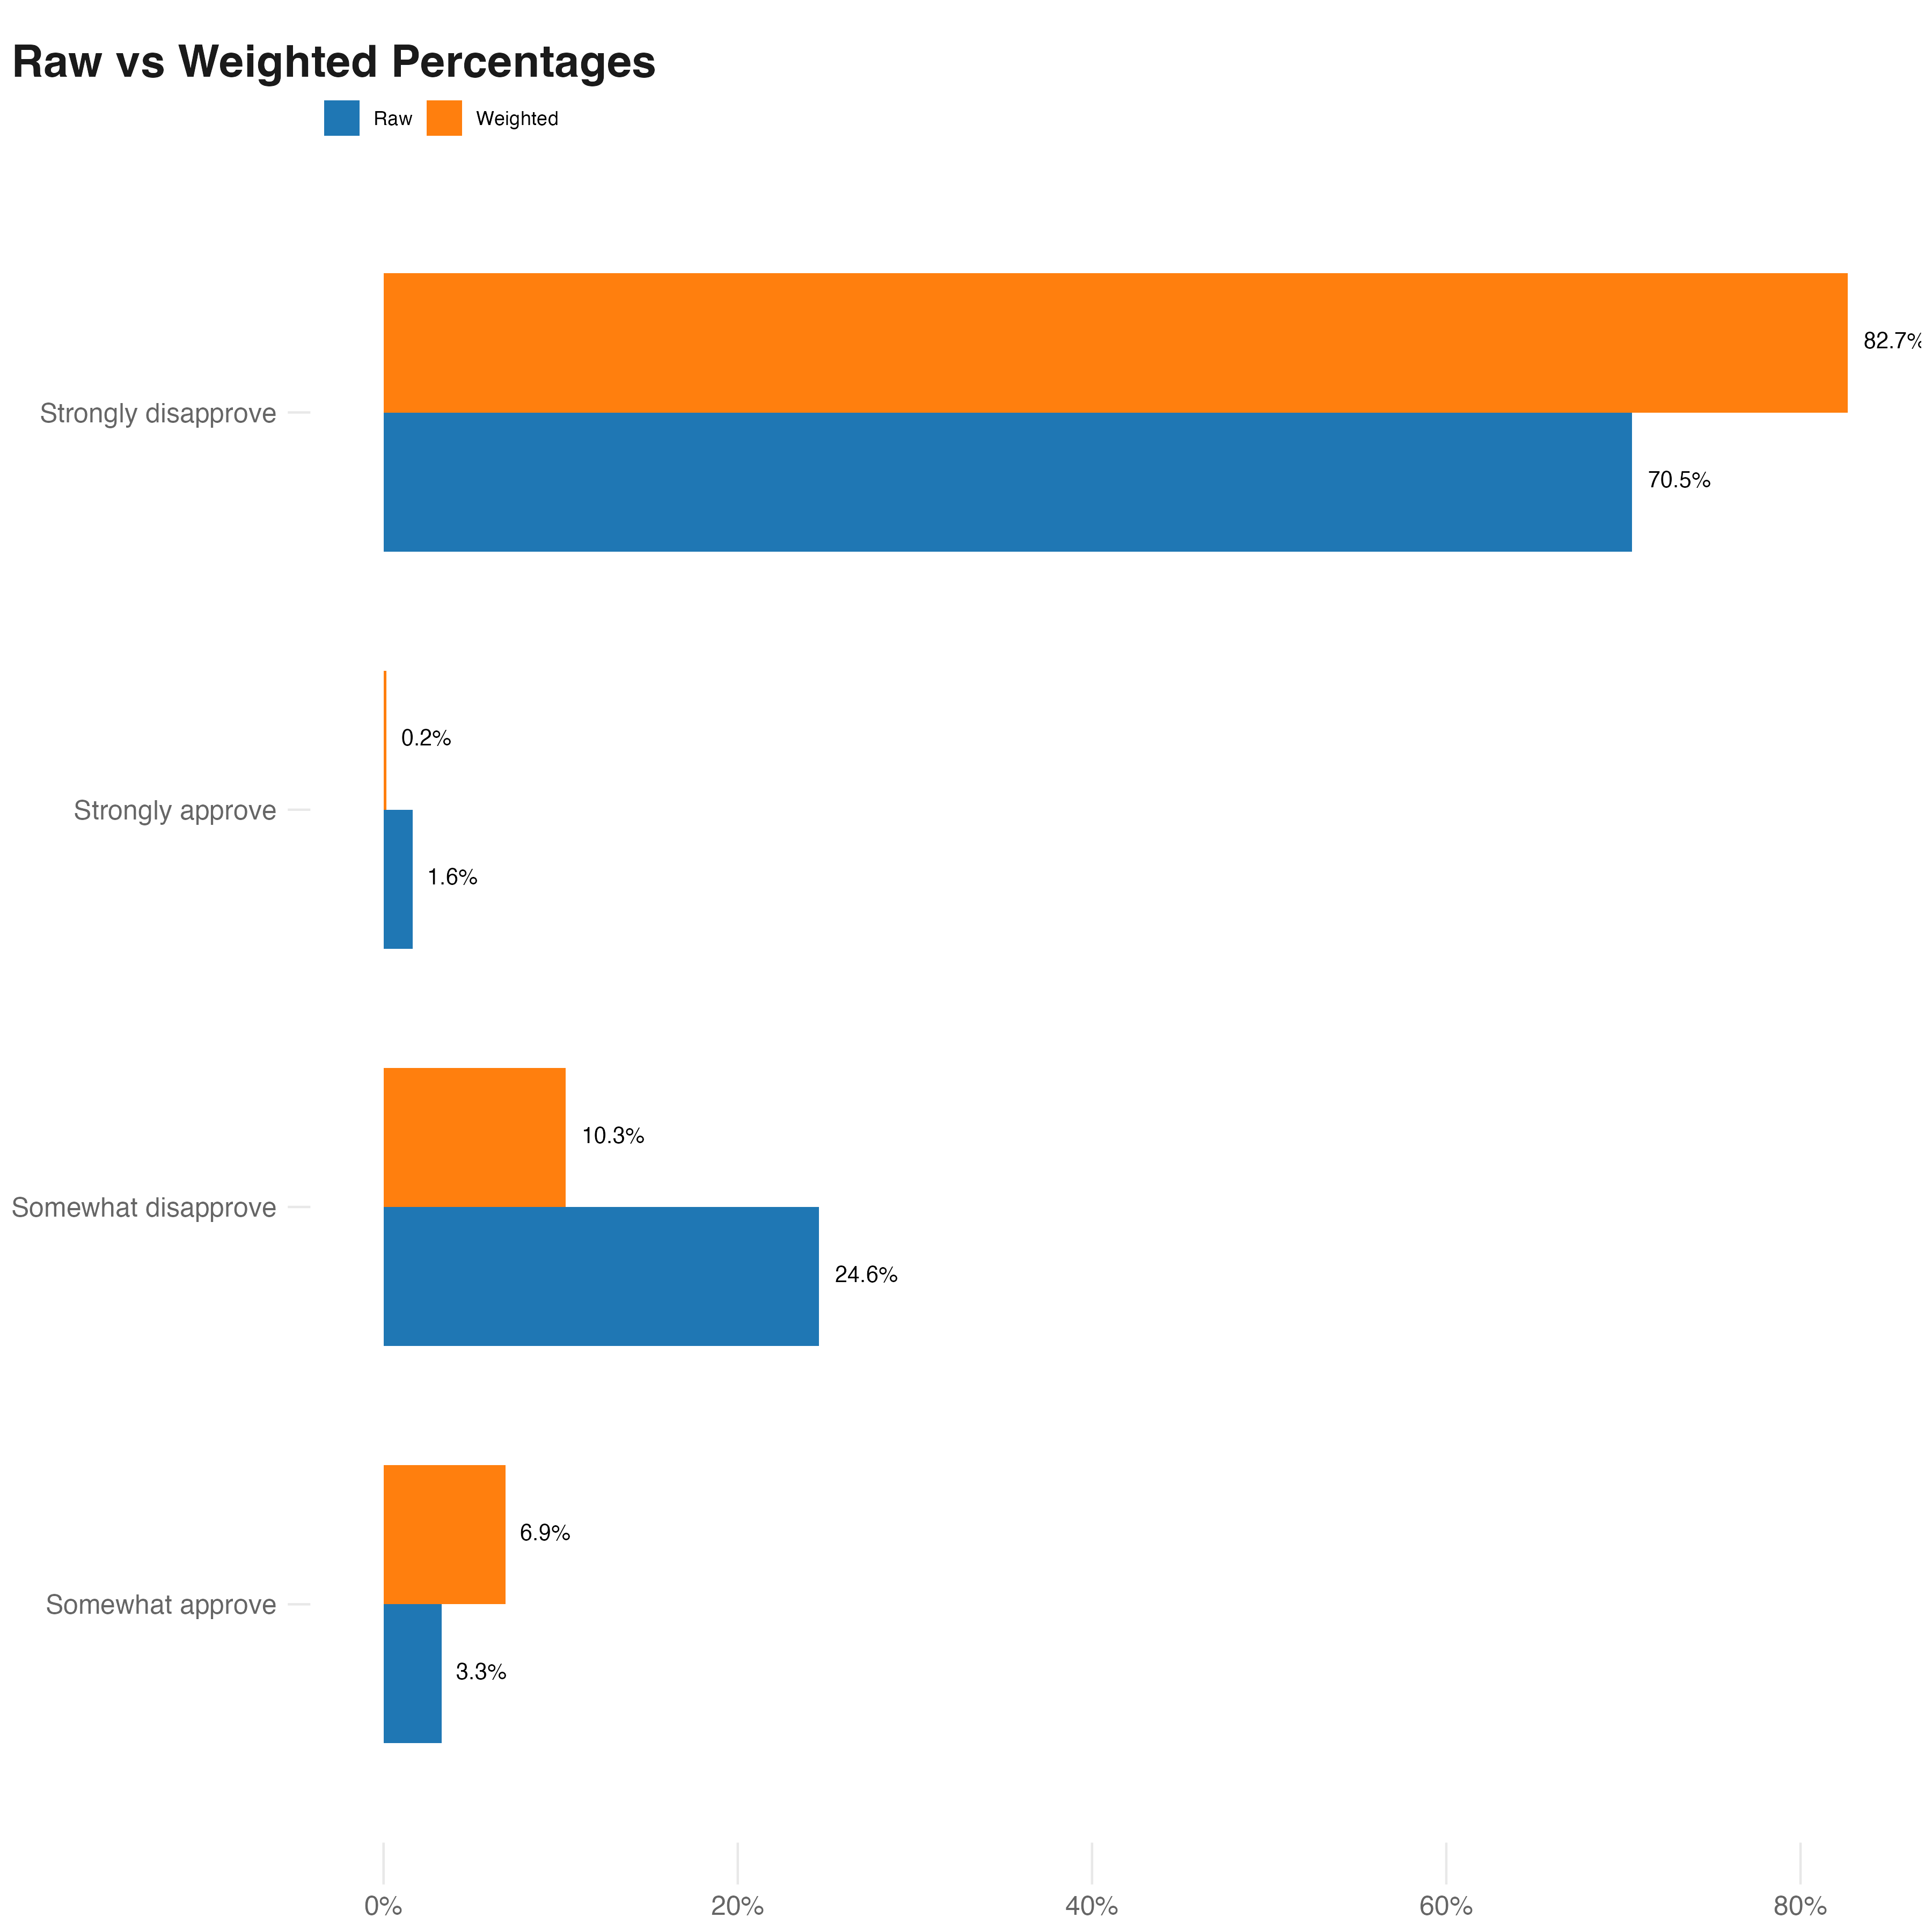 Raw vs Weighted Percentages
Raw Weighted
82.7%
Strongly disapprove
70.5%
0.2%
Strongly approve
1.6%
10.3%
Somewhat disapprove
24.6%
6.9%
Somewhat approve
3.3%
0% 20% 40% 60% 80%